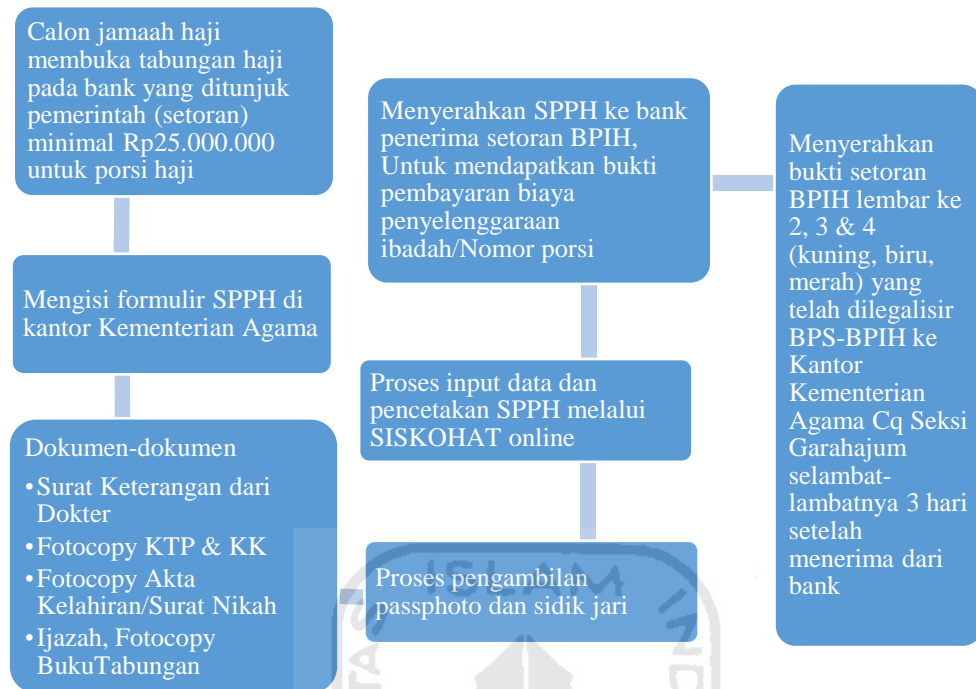 Calon jamaah haji
membuka tabungan haji
pada bank yang ditunjuk
pemerintah (setoran)
minimal Rp25.000.000
untuk porsi haji
Mengisi formulir SPPH di
kantor Kementerian Agama
Dokumen-dokumen
•Surat Keterangan dari
Dokter
•Fotocopy KTP & KK
•Fotocopy Akta
Kelahiran/Surat Nikah
•Ijazah, Fotocopy
BukuTabungan
Proses pengambilan
passphoto dan sidik jari
Proses input data dan
pencetakan SPPH melalui
SISKOHAT online
Menyerahkan SPPH ke bank
penerima setoran BPIH,
Untuk mendapatkan bukti
pembayaran biaya
penyelenggaraan
ibadah/Nomor porsi
Menyerahkan
bukti setoran
BPIH lembar ke
2, 3 & 4
(kuning, biru,
merah) yang
telah dilegalisir
BPS-BPIH ke
Kantor
Kementerian
Agama Cq Seksi
Garahajum
selambat-
lambatnya 3 hari
setelah
menerima dari
bank
ISLAM